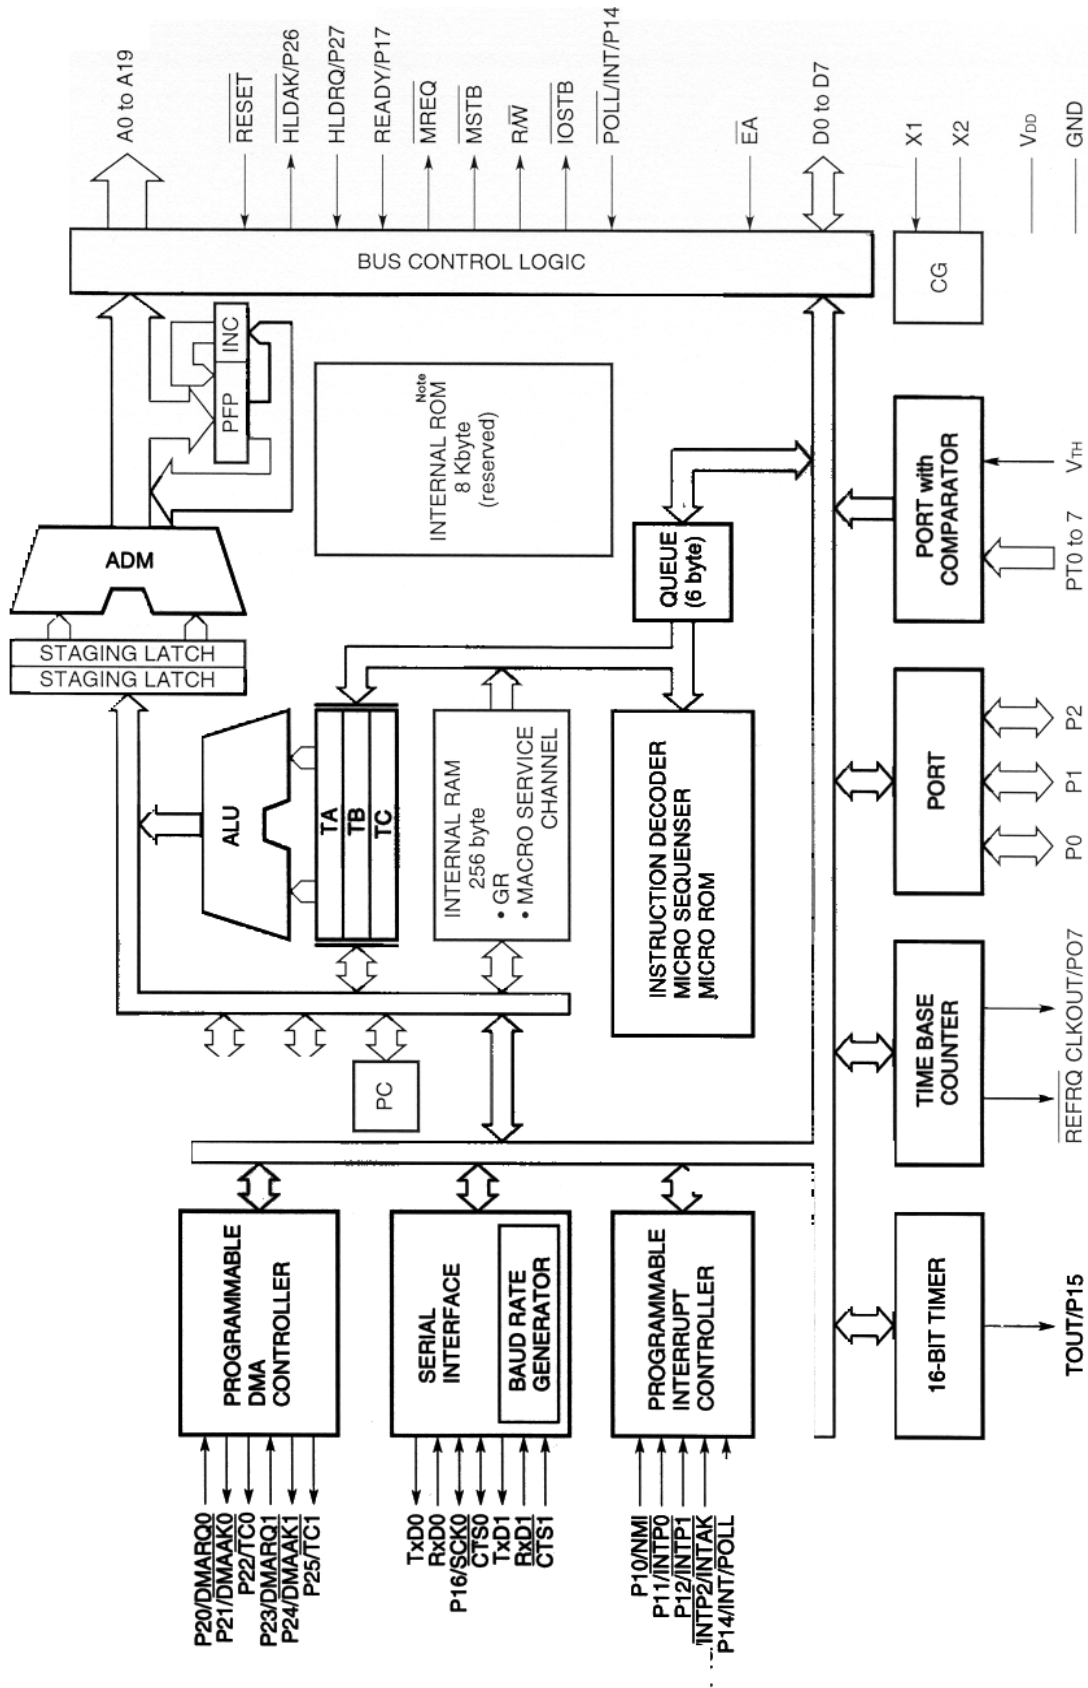 P20/DMARQ0
P21/DMAAK0
P22/TC0
P23/DMARQ1
P24/DMAAK1
P25/TC1
PROGRAMMABLE
DMA
CONTROLLER
TxD0
RxD0
P16/SCK0
CTS0
TxD1
RxD1
CTS1
SERIAL
INTERFACE
BAUD RATE
GENERATOR
P10/NMI
P11/INTP0
P12/INTP1
/INTP2/INTAK
P14/INT/POLL
PROGRAMMABLE
INTERRUPT
CONTROLLER
PC
STAGING LATCH
STAGING LATCH
ADM
ALU
TA
TB
TC
INTERNAL RAM
256 byte
• GR
• MACRO SERVICE
CHANNEL
INSTRUCTION DECODER
MICRO SEQUENSER
MICRO ROM
QUEUE
(6 byte)
PFP
INC
INTERNAL ROM Note
8 Kbyte
(reserved)
BUS CONTROL LOGIC
A0 to A19
RESET
HLDAK/P26
HLDRQ/P27
READY/P17
MREQ
MSTB
R/W
IOSTB
POLL/INT/P14
EA
D0 to D7
X1
X2
VDD
GND
CG
16-BIT TIMER
TOUT/P15
TIME BASE
COUNTER
REFRQ CLKOUT/PO7
PORT
P0
P1
P2
PORT with
COMPARATOR
PT0 to 7
VTH